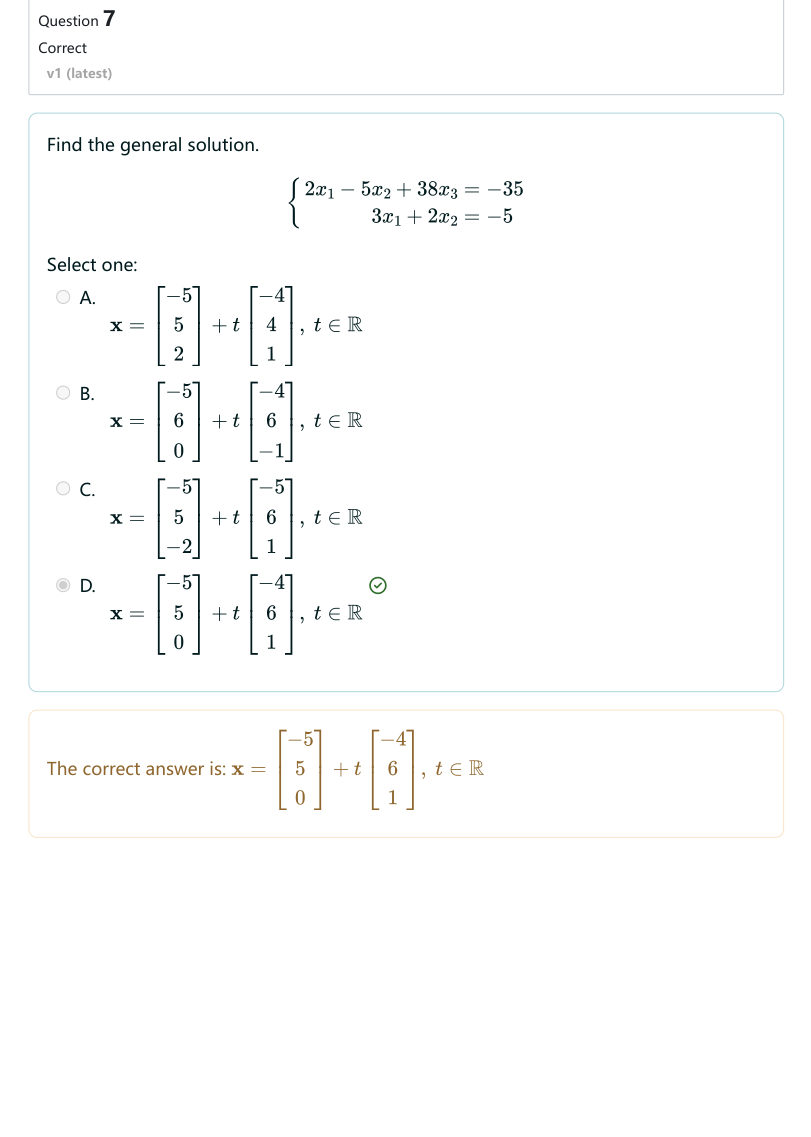 Question 7
Correct
v1 (latest)
Find the general solution.
{ 2x₁ − 5x₂ + 38x₃ = −35
3x₁ + 2x₂ = −5
Select one:
A.
x = [−5 5 2] + t [−4 4 1], t ∈ ℝ
B.
x = [−5 6 0] + t [−4 6 −1], t ∈ ℝ
C.
x = [−5 5 −2] + t [−5 6 1], t ∈ ℝ
D.
x = [−5 5 0] + t [−4 6 1], t ∈ ℝ
The correct answer is: x = [−5 5 0] + t [−4 6 1], t ∈ ℝ